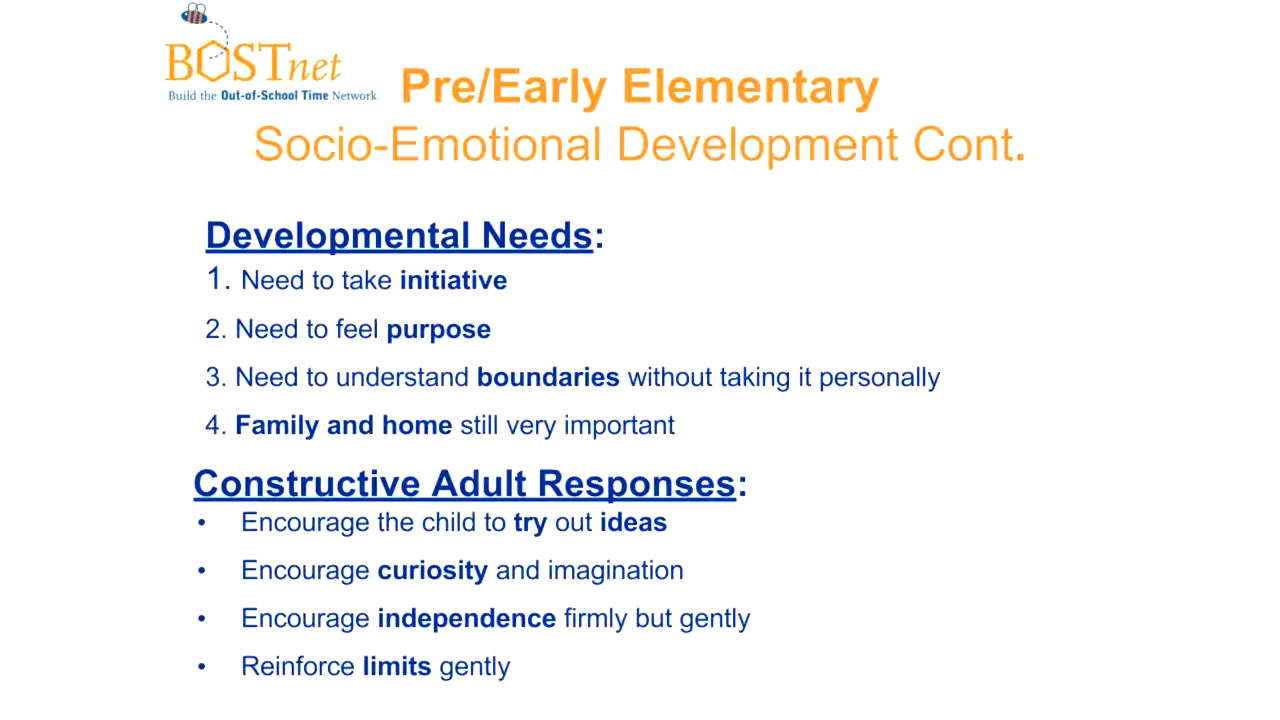 BOSTnet
Build the Out-of-School Time Network
Pre/Early Elementary
Socio-Emotional Development Cont.
Developmental Needs:
1. Need to take initiative
2. Need to feel purpose
3. Need to understand boundaries without taking it personally
4. Family and home still very important
Constructive Adult Responses:
• Encourage the child to try out ideas
• Encourage curiosity and imagination
• Encourage independence firmly but gently
• Reinforce limits gently